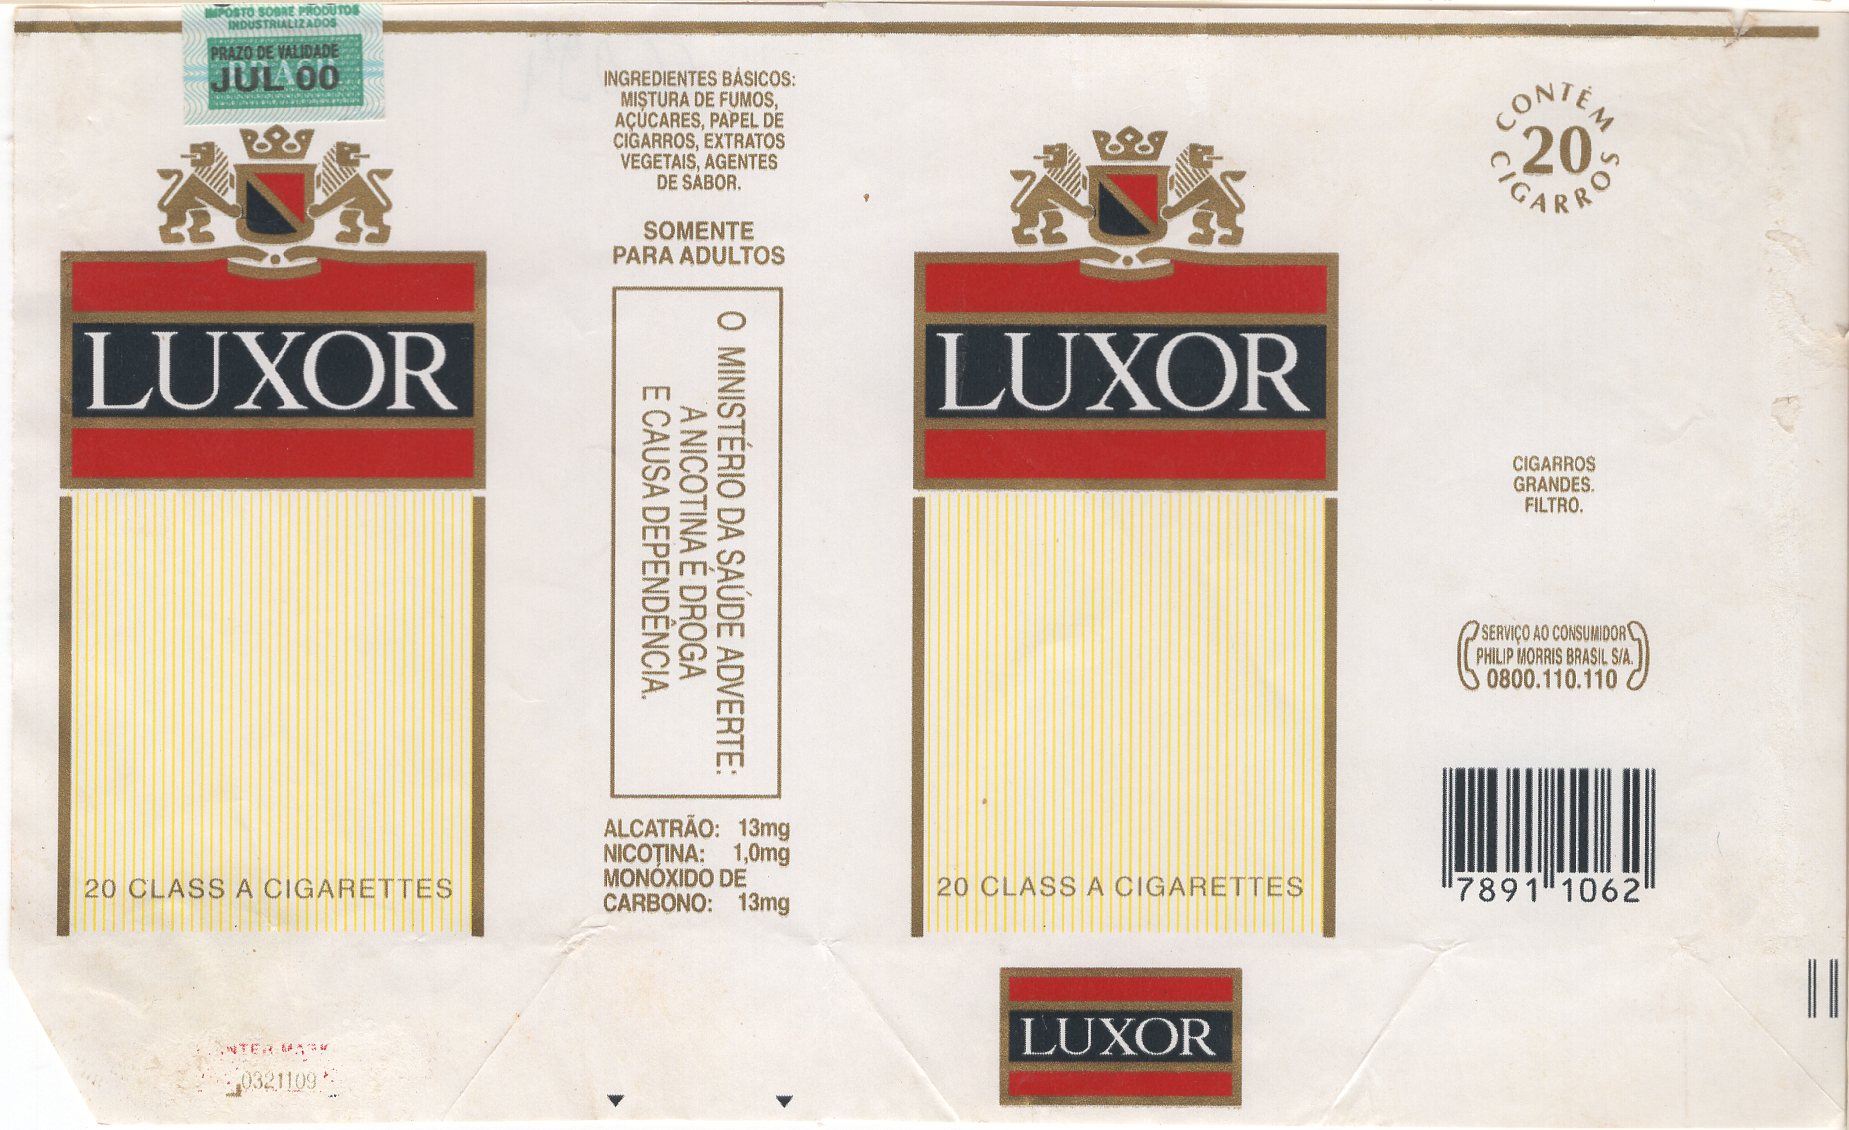 IMPOSTO SOBRE PRODUTOS
INDUSTRIALIZADOS
PRAZO DE VALIDADE
JUL 00
LUXOR
20 CLASS A CIGARETTES
0321109
INGREDIENTES BÁSICOS:
MISTURA DE FUMOS,
AÇÚCARES, PAPEL DE
CIGARROS, EXTRATOS
VEGETAIS, AGENTES
DE SABOR.
SOMENTE
PARA ADULTOS
O MINISTÉRIO DA SAÚDE ADVERTE:
A NICOTINA É DROGA
E CAUSA DEPENDÊNCIA.
ALCATRÃO: 13mg
NICOTINA: 1,0mg
MONÓXIDO DE
CARBONO: 13mg
LUXOR
20 CLASS A CIGARETTES
LUXOR
CONTÉM
20
CIGARROS
CIGARROS
GRANDES.
FILTRO.
SERVIÇO AO CONSUMIDOR
PHILIP MORRIS BRASIL S/A.
0800.110.110
7891 1062